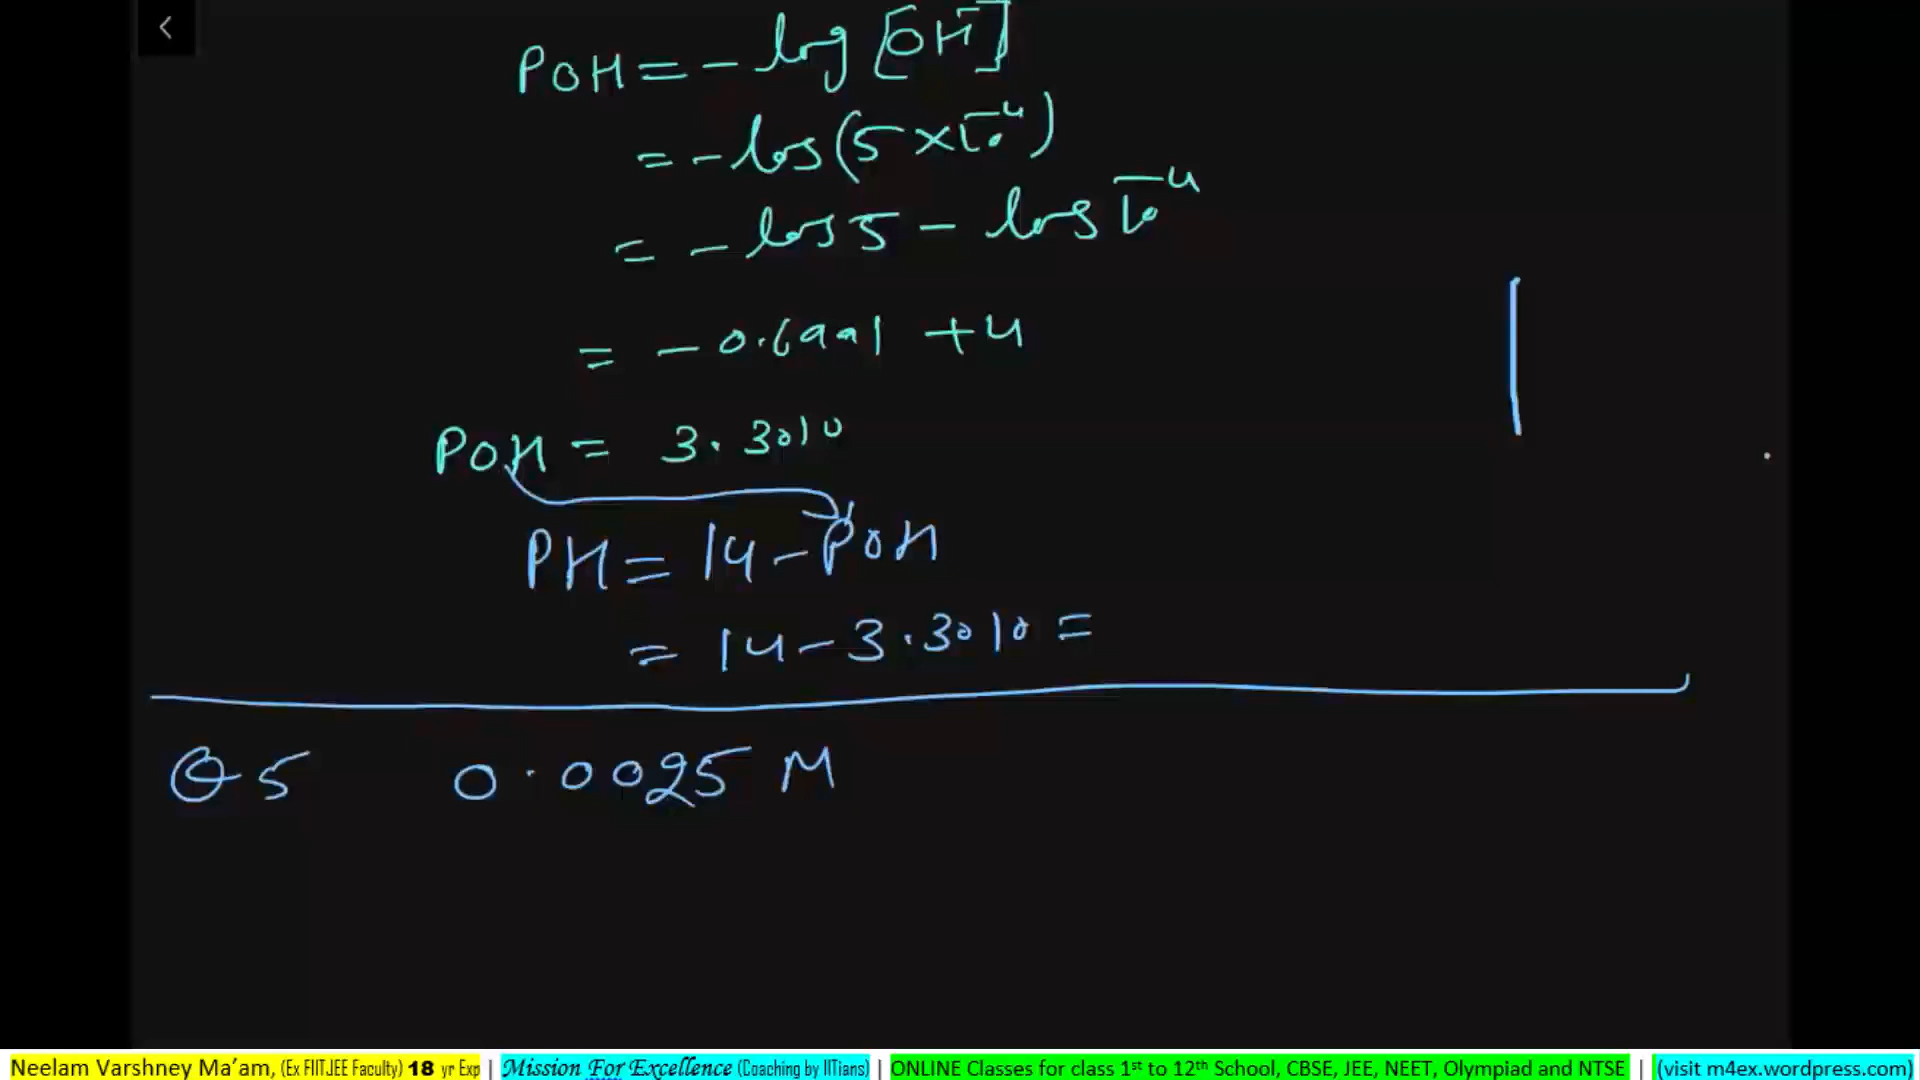 POH = - log [OH⁻]
= - log (5 × 10⁻⁴)
= - log 5 - log 10⁻⁴
= - 0.6991 + 4
POH = 3.3010
PH = 14 - POH
= 14 - 3.3010 =
Q5 0.0025 M
Neelam Varshney Ma’am, (Ex FIITJEE Faculty) 18 yr Exp | Mission For Excellence (Coaching by IITians) | ONLINE Classes for class 1st to 12th School, CBSE, JEE, NEET, Olympiad and NTSE | (visit m4ex.wordpress.com)